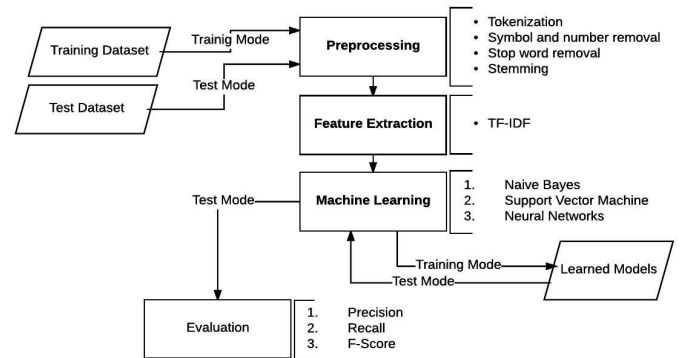 Training Dataset
Trainig Mode
Preprocessing
• Tokenization
• Symbol and number removal
• Stop word removal
• Stemming
Test Mode
Test Dataset
Feature Extraction
• TF-IDF
Machine Learning
1. Naive Bayes
2. Support Vector Machine
3. Neural Networks
Test Mode
Training Mode
Test Mode
Learned Models
Evaluation
1. Precision
2. Recall
3. F-Score